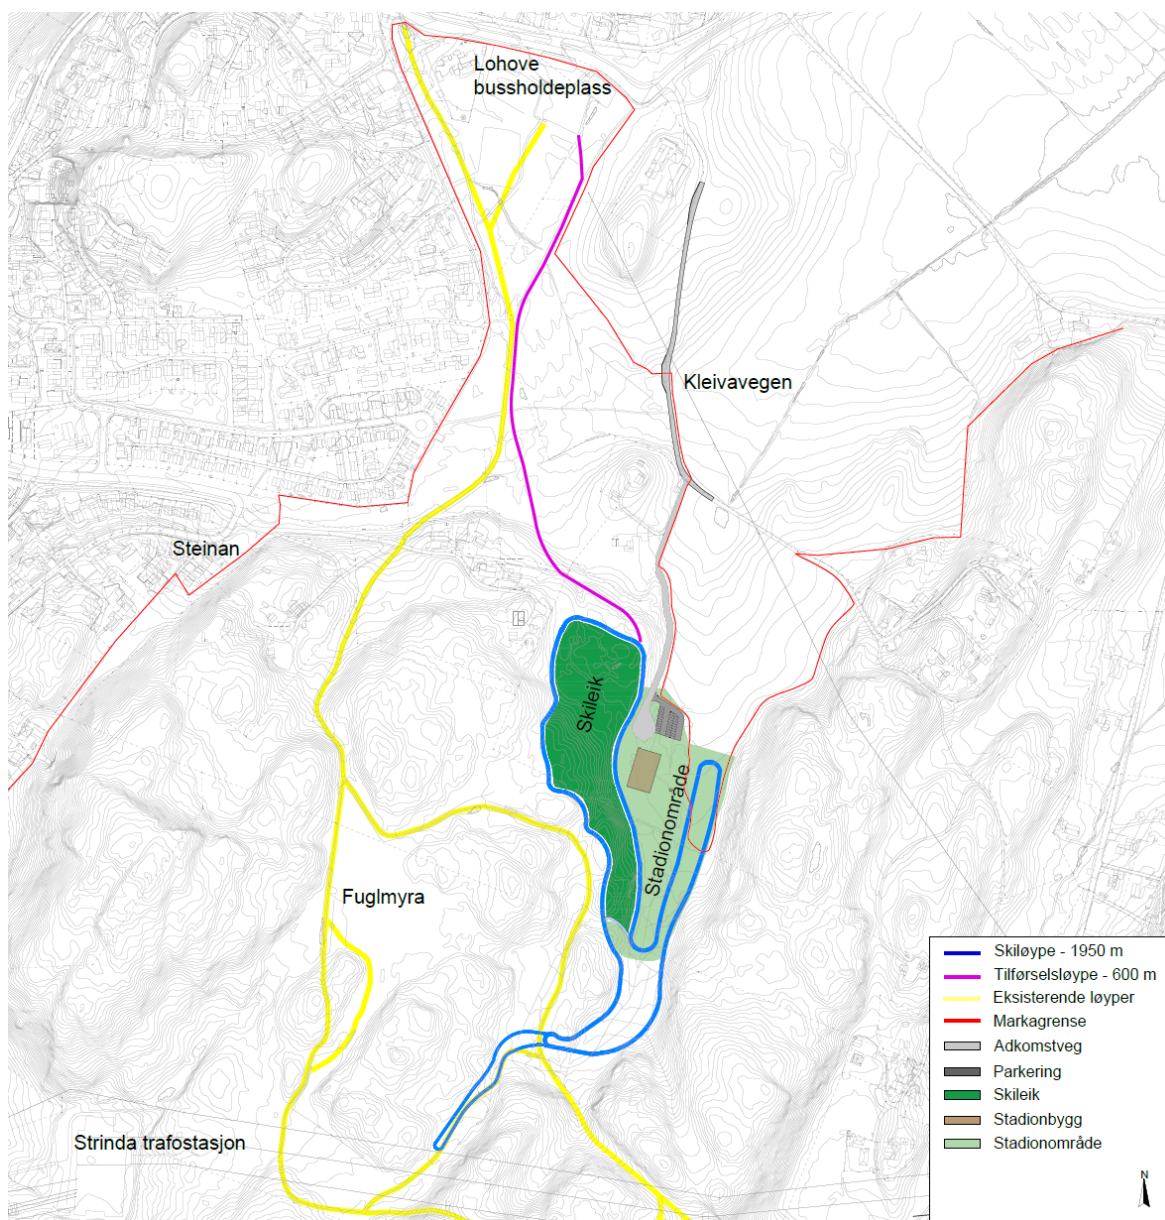 Lohove
bussholdeplass
Kleivavegen
Steinan
Skileik
Stadionområde
Fuglmyra
Strinda trafostasjon
Skiløype - 1950 m
Tilførselsløype - 600 m
Eksisterende løyper
Markagrense
Adkomstveg
Parkering
Skileik
Stadionbygg
Stadionområde
N